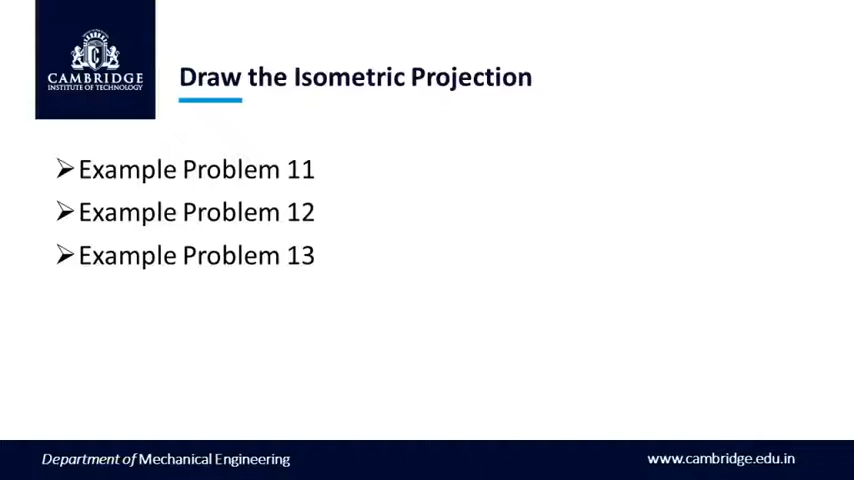 CAMBRIDGE
INSTITUTE OF TECHNOLOGY
Draw the Isometric Projection
Example Problem 11
Example Problem 12
Example Problem 13
Department of Mechanical Engineering
www.cambridge.edu.in